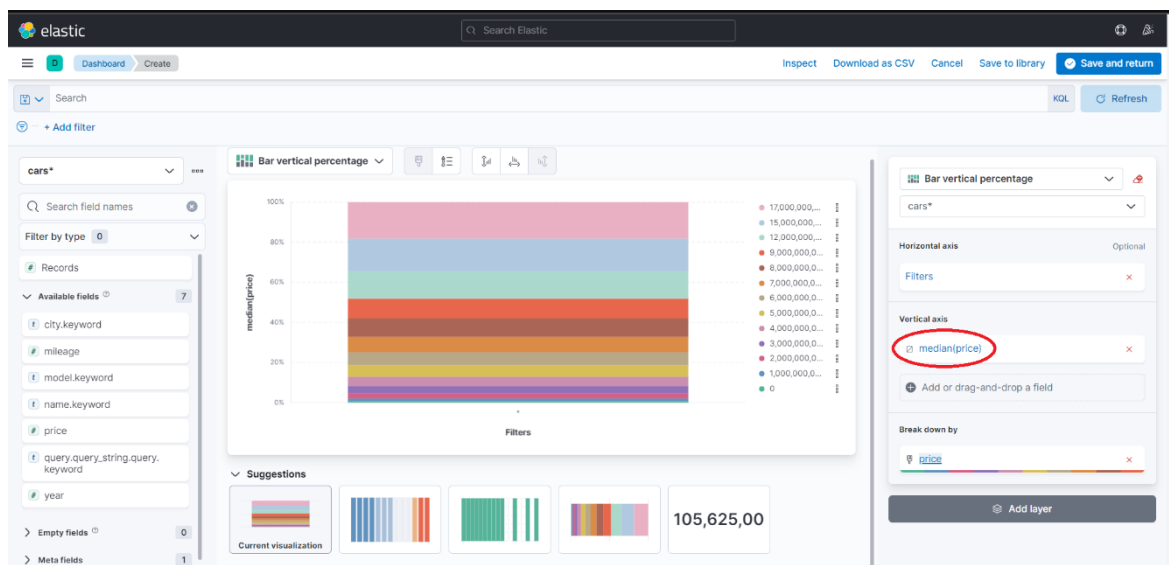 elastic
Search Elastic
D Dashboard Create
Inspect Download as CSV Cancel Save to library Save and return
Search
KQL Refresh
+ Add filter
cars*
Search field names
Filter by type 0
Records
Available fields 7
city.keyword
mileage
model.keyword
name.keyword
price
query.query_string.query.
keyword
year
Empty fields 0
Meta fields 1
Bar vertical percentage
median(price)
100%
80%
60%
40%
20%
0%
*
Filters
17,000,000,...
15,000,000,...
12,000,000,...
9,000,000,0...
8,000,000,0...
7,000,000,0...
6,000,000,0...
5,000,000,0...
4,000,000,0...
3,000,000,0...
2,000,000,0...
1,000,000,0...
0
Suggestions
Current visualization
105,625,00
Bar vertical percentage
cars*
Horizontal axis Optional
Filters
Vertical axis
median(price)
Add or drag-and-drop a field
Break down by
price
Add layer